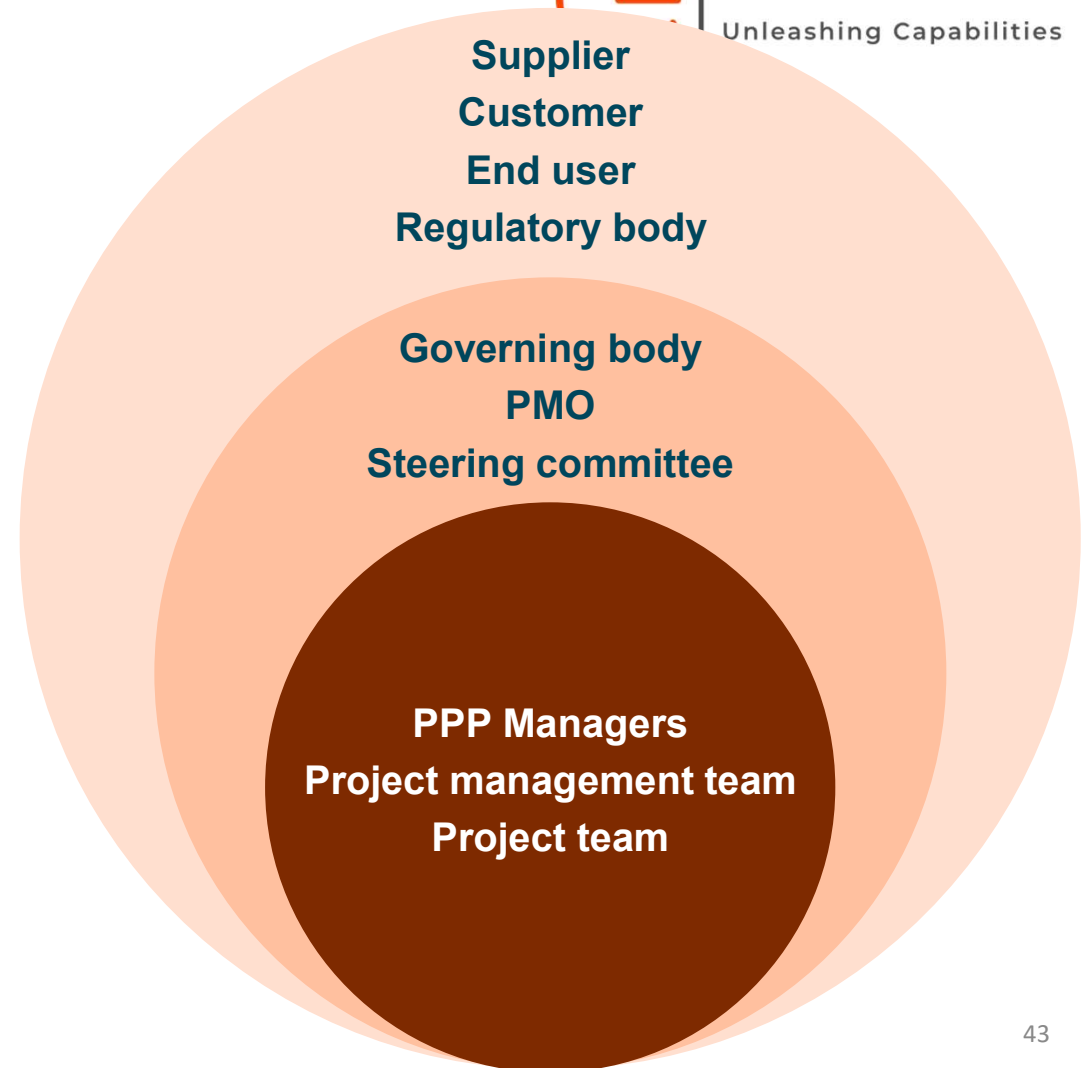 Unleashing Capabilities
Supplier
Customer
End user
Regulatory body
Governing body
PMO
Steering committee
PPP Managers
Project management team
Project team
43